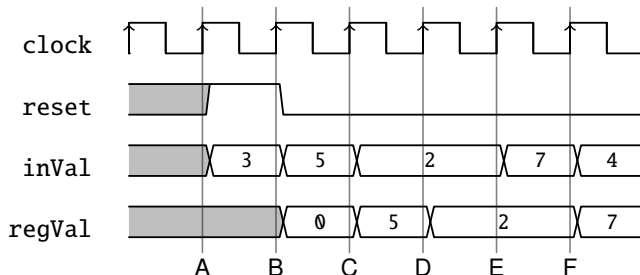 clock
reset
inVal 3 5 2 7 4
regVal 0 5 2 7
A B C D E F